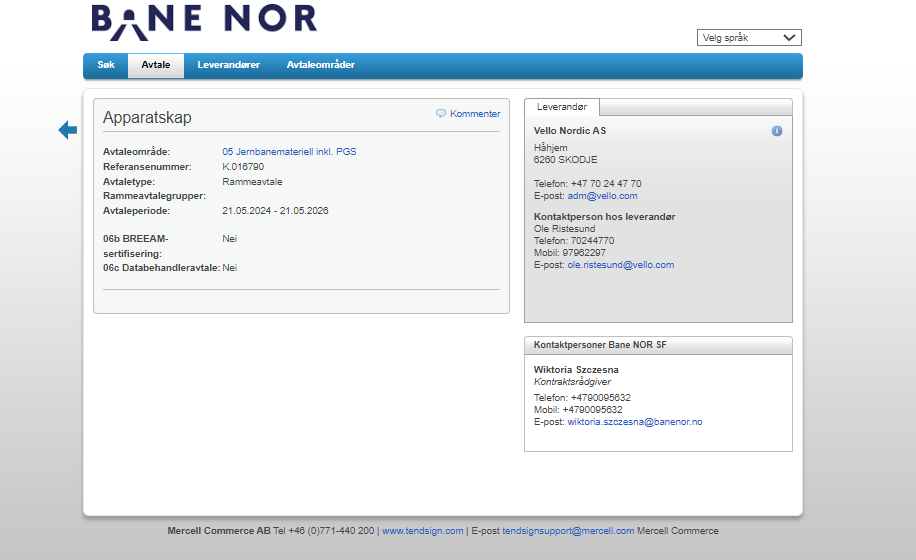 BANE NOR
Velg språk
Søk Avtale Leverandører Avtaleområder
Apparatskap
Kommenter
Avtaleområde: 05 Jernbanemateriell inkl. PGS
Referansenummer: K.016790
Avtaletype: Rammeavtale
Rammeavtalegrupper:
Avtaleperiode: 21.05.2024 - 21.05.2026
06b BREEAM- Nei
sertifisering:
06c Databehandleravtale: Nei
Leverandør
Vello Nordic AS
Håhjem
6260 SKODJE
Telefon: +47 70 24 47 70
E-post: adm@vello.com
Kontaktperson hos leverandør
Ole Ristesund
Telefon: 70244770
Mobil: 97962297
E-post: ole.ristesund@vello.com
Kontaktpersoner Bane NOR SF
Wiktoria Szczesna
Kontraktsrådgiver
Telefon: +4790095632
Mobil: +4790095632
E-post: wiktoria.szczesna@banenor.no
Mercell Commerce AB Tel +46 (0)771-440 200 | www.tendsign.com | E-post tendsignsupport@mercell.com Mercell Commerce